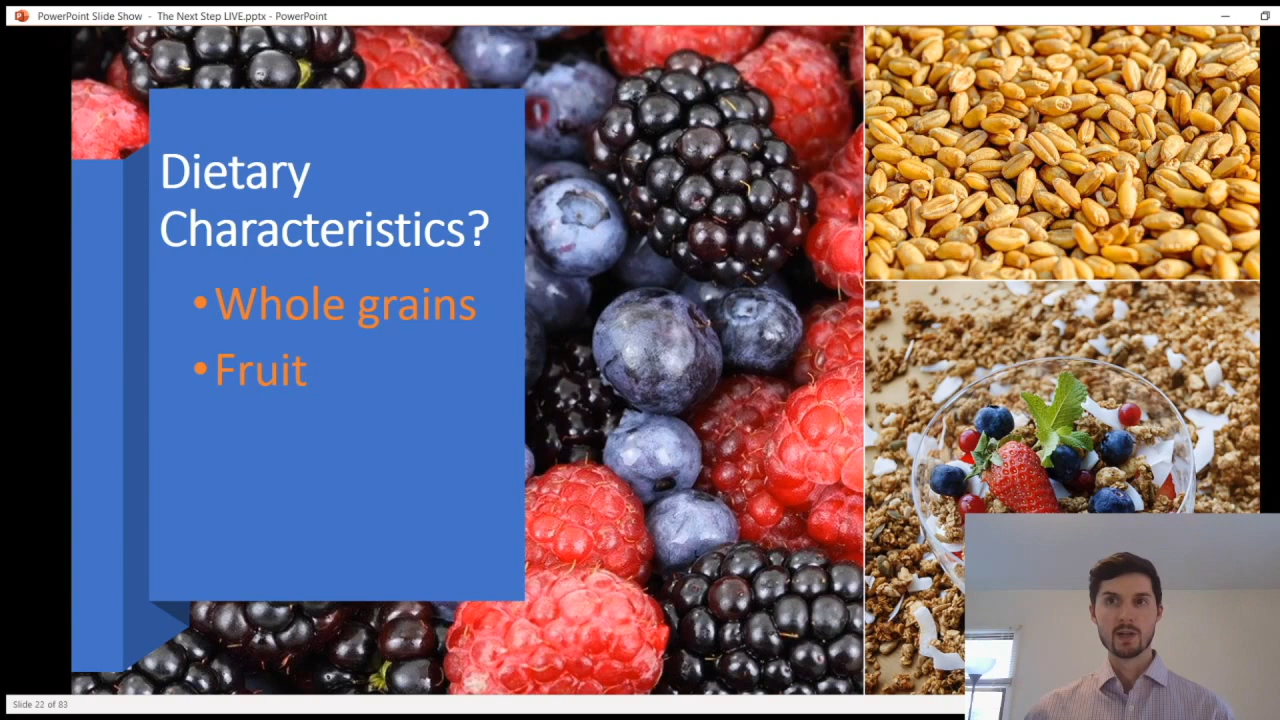 PowerPoint Slide Show - The Next Step LIVE.pptx - PowerPoint
Dietary
Characteristics?
• Whole grains
• Fruit
Slide 22 of 83